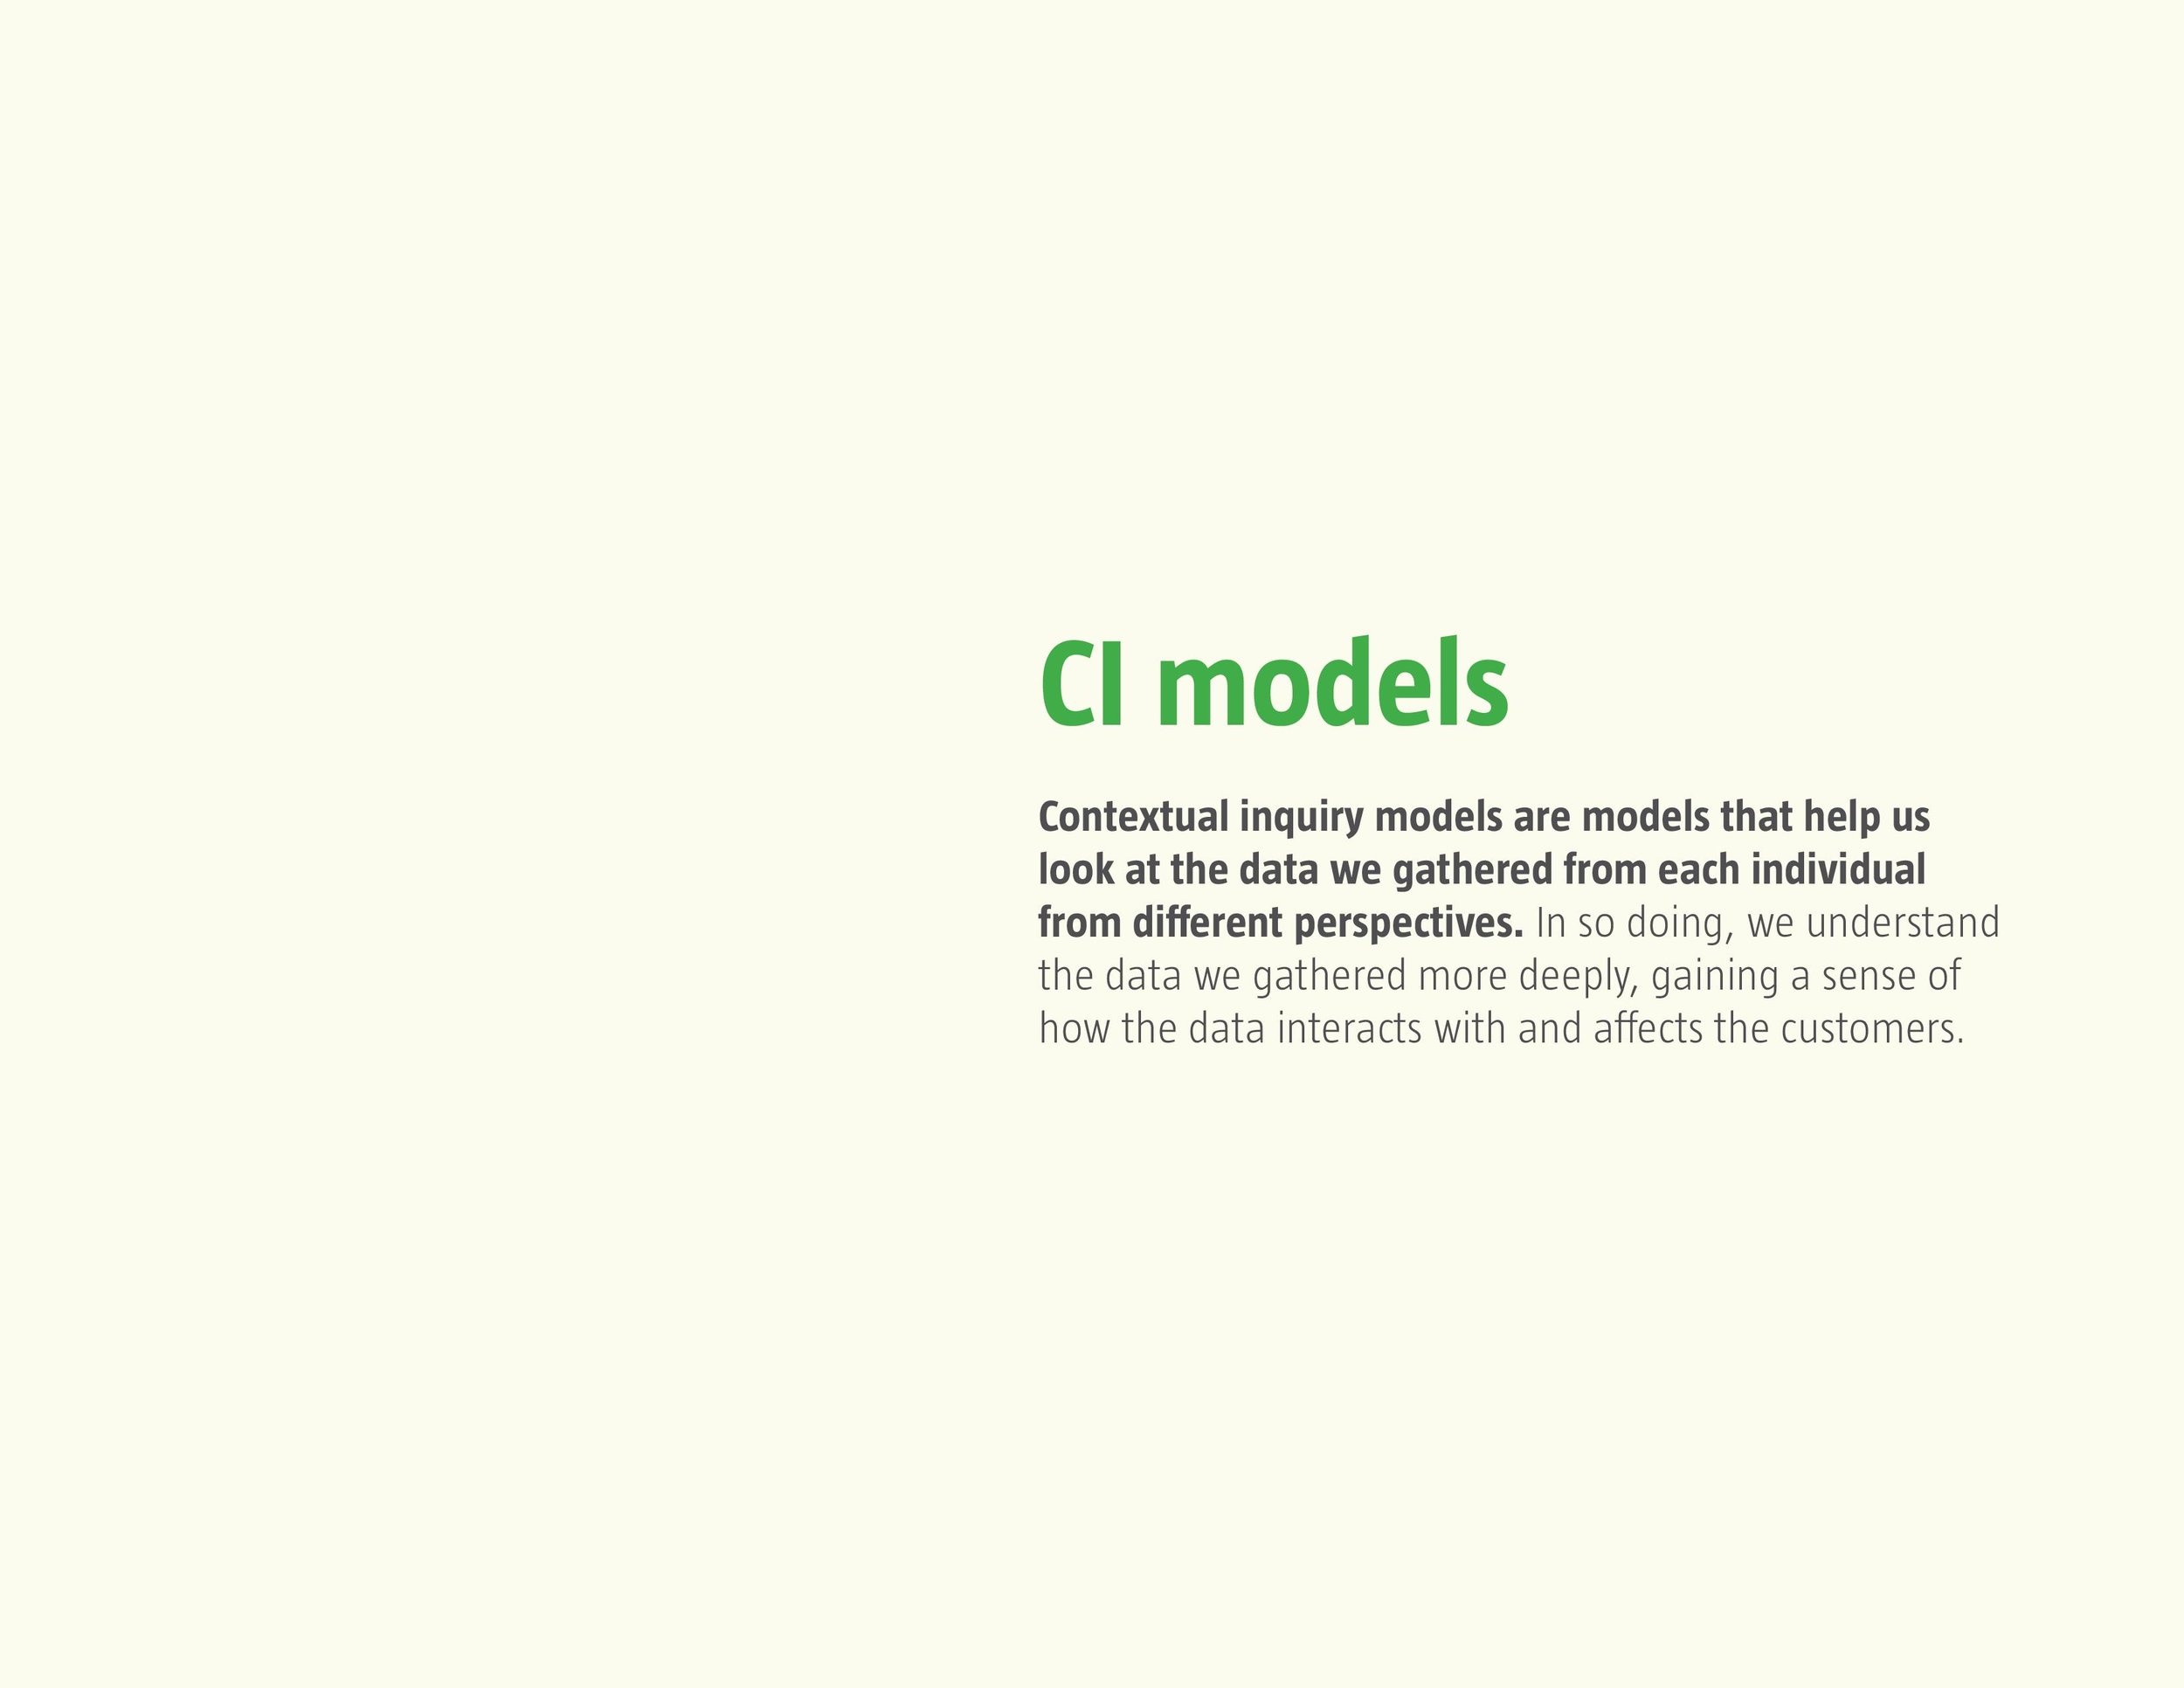 CI models
Contextual inquiry models are models that help us
look at the data we gathered from each individual
from different perspectives. In so doing, we understand
the data we gathered more deeply, gaining a sense of
how the data interacts with and affects the customers.